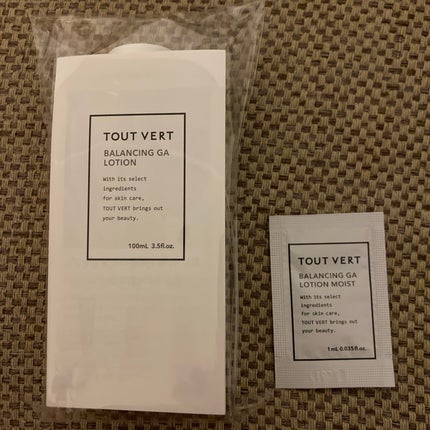 TOUT VERT
BALANCING GA
LOTION
With its select
ingredients
for skin care,
TOUT VERT brings out
your beauty.
100mL 3.5fl.oz.
TOUT VERT
BALANCING GA
LOTION MOIST
With its select
ingredients
for skin care,
TOUT VERT brings out
your beauty.
1mL 0.035fl.oz.